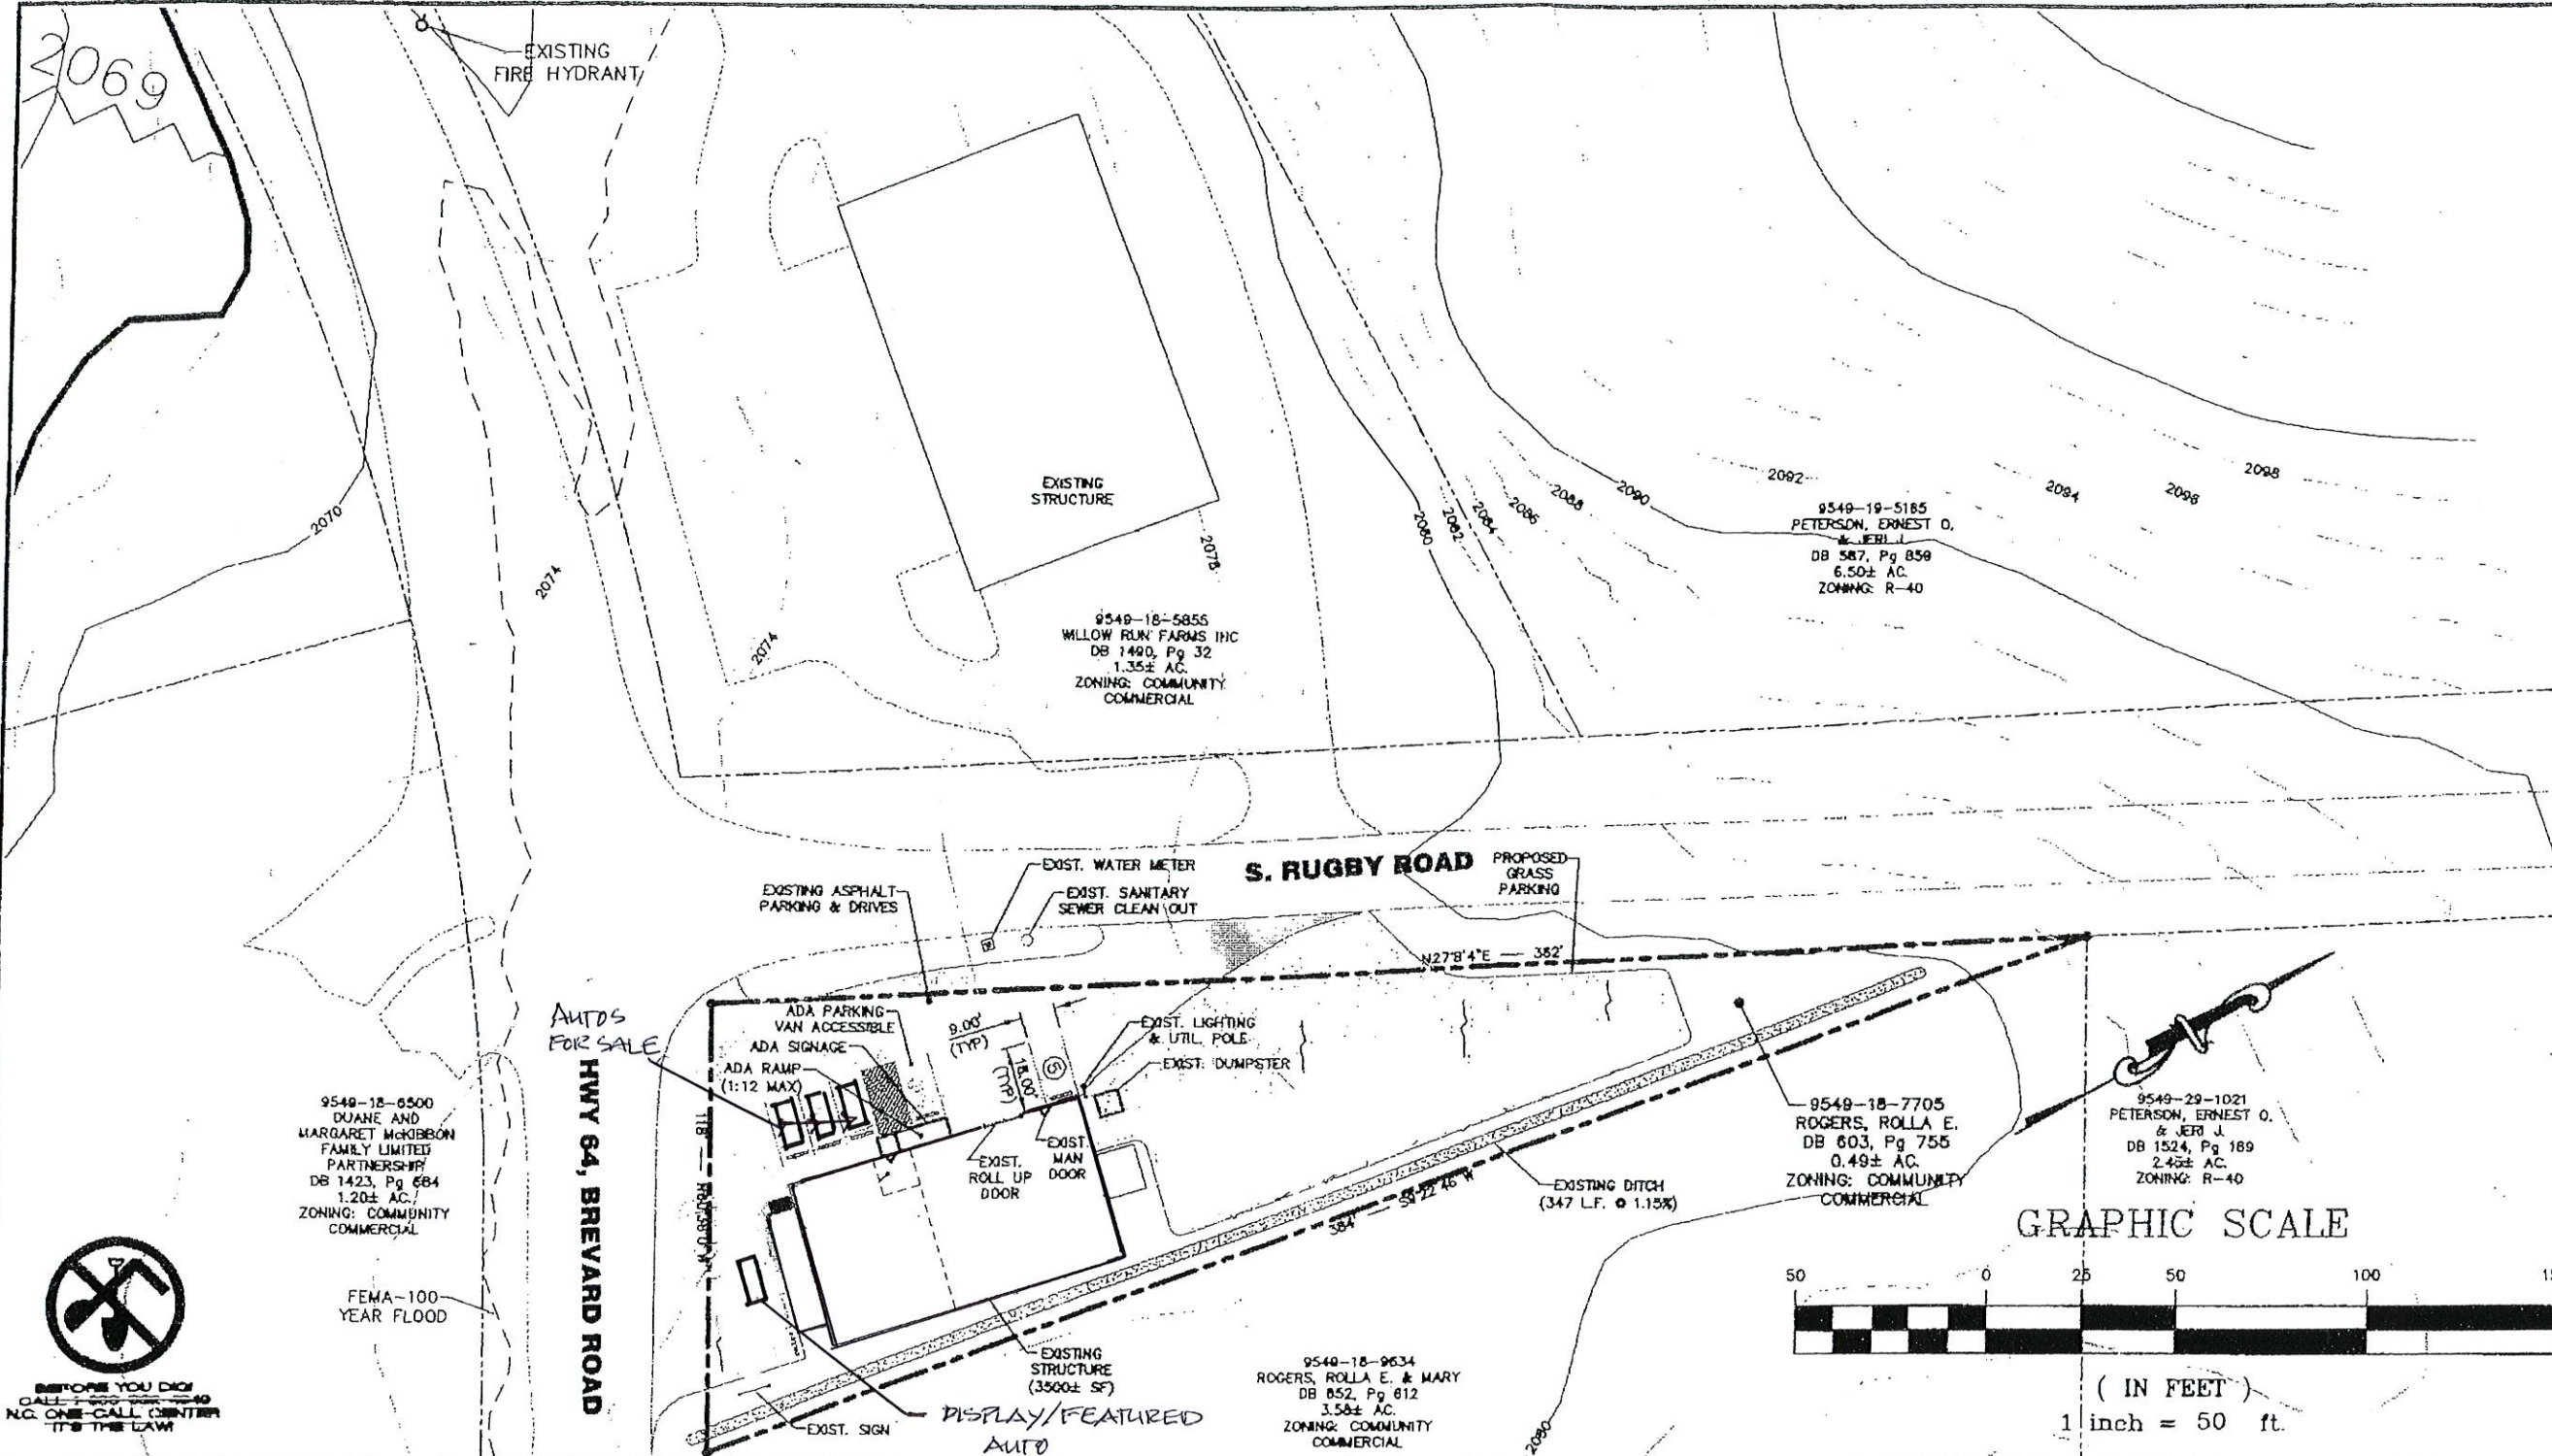 2069
EXISTING
FIRE HYDRANT
2070
2074
2074
EXISTING
STRUCTURE
2078
2080
2082
2084
2086
2088
2090
2092
2094
2096
2098
9549-19-5185
PETERSON, ERNEST O.
& JERI J.
DB 587, Pg 859
6.50± AC.
ZONING: R-40
9549-18-5855
WILLOW RUN FARMS INC
DB 1490, Pg 32
1.35± AC.
ZONING: COMMUNITY
COMMERCIAL
EXIST. WATER METER
EXIST. SANITARY
SEWER CLEAN OUT
EXISTING ASPHALT
PARKING & DRIVES
S. RUGBY ROAD
PROPOSED
GRASS
PARKING
N27'8'4"E — 382'
AUTOS
FOR SALE
ADA PARKING
VAN ACCESSIBLE
ADA SIGNAGE
ADA RAMP
(1:12 MAX)
9.00'
(TYP)
18.00'
(TYP)
5
EXIST. LIGHTING
& UTIL. POLE
EXIST. DUMPSTER
EXIST.
MAN
DOOR
EXIST.
ROLL UP
DOOR
118'
HWY 64, BREVARD ROAD
9549-18-6500
DUANE AND
MARGARET McKIBBON
FAMILY LIMITED
PARTNERSHIP
DB 1423, Pg 684
1.20± AC.
ZONING: COMMUNITY
COMMERCIAL
FEMA-100
YEAR FLOOD
9549-18-7705
ROGERS, ROLLA E.
DB 603, Pg 755
0.49± AC.
ZONING: COMMUNITY
COMMERCIAL
9549-29-1021
PETERSON, ERNEST O.
& JERI J.
DB 1524, Pg 169
2.45± AC.
ZONING: R-40
EXISTING DITCH
(347 L.F. @ 1.15%)
384'
EXISTING
STRUCTURE
(3500± SF)
EXIST. SIGN
DISPLAY/FEATURED
AUTO
9549-18-9634
ROGERS, ROLLA E. & MARY
DB 852, Pg 612
3.58± AC.
ZONING: COMMUNITY
COMMERCIAL
2080
GRAPHIC SCALE
50 0 25 50 100
( IN FEET )
1 inch = 50 ft.
BEFORE YOU DIG!
N.C. ONE-CALL CENTER
IT'S THE LAW!